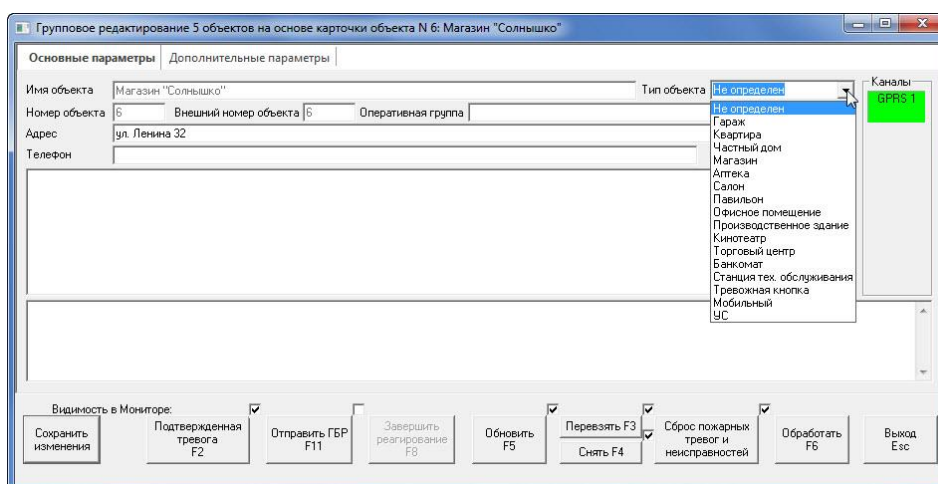 Групповое редактирование 5 объектов на основе карточки объекта N 6: Магазин "Солнышко"
Основные параметры Дополнительные параметры
Имя объекта Магазин "Солнышко" Тип объекта Не определен Каналы
GPRS 1
Номер объекта 6 Внешний номер объекта 6 Оперативная группа
Адрес ул. Ленина 32
Телефон
Не определен
Гараж
Квартира
Частный дом
Магазин
Аптека
Салон
Павильон
Офисное помещение
Производственное здание
Кинотеатр
Торговый центр
Банкомат
Станция тех. обслуживания
Тревожная кнопка
Мобильный
УС
Видимость в Мониторе:
Сохранить
изменения
Подтвержденная
тревога
F2
Отправить ГБР
F11
Завершить
реагирование
F8
Обновить
F5
Перевзять F3
Снять F4
Сброс пожарных
тревог и
неисправностей
Обработать
F6
Выход
Esc